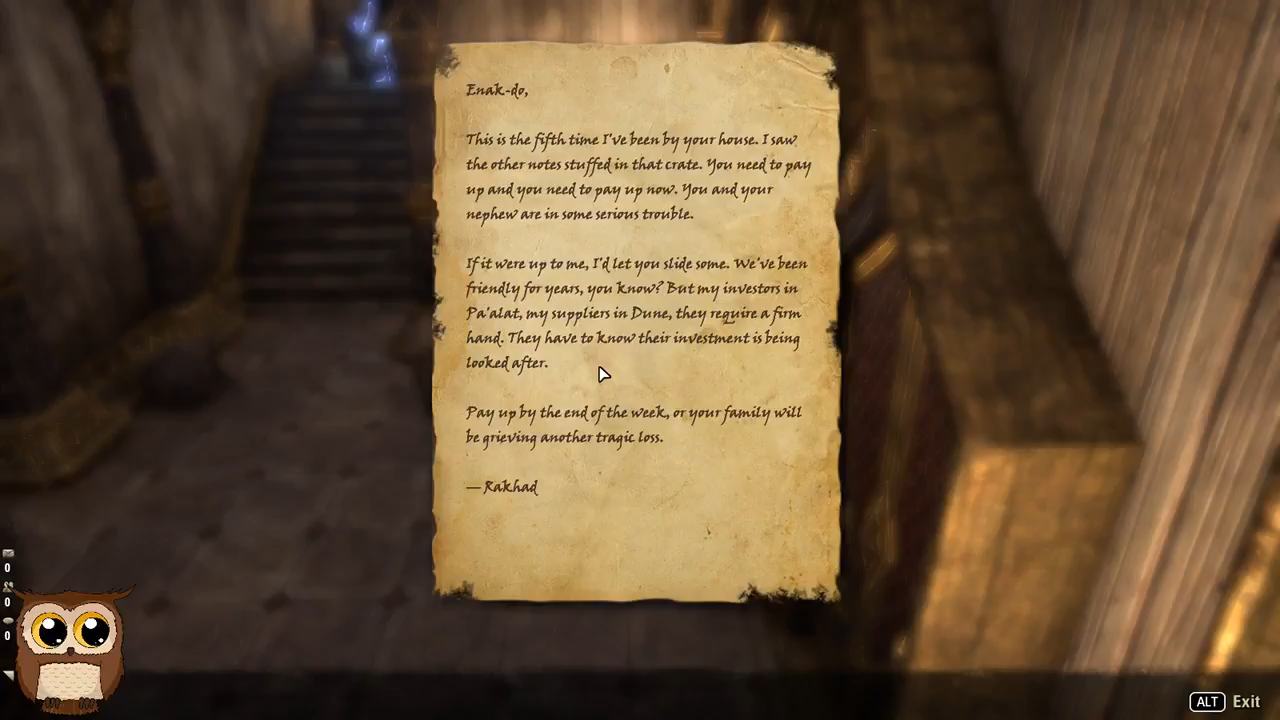 Enak-do,
This is the fifth time I've been by your house. I saw
the other notes stuffed in that crate. You need to pay
up and you need to pay up now. You and your
nephew are in some serious trouble.
If it were up to me, I'd let you slide some. We've been
friendly for years, you know? But my investors in
Pa'alat, my suppliers in Dune, they require a firm
hand. They have to know their investment is being
looked after.
Pay up by the end of the week, or your family will
be grieving another tragic loss.
— Rakhad
0
0
0
ALT Exit